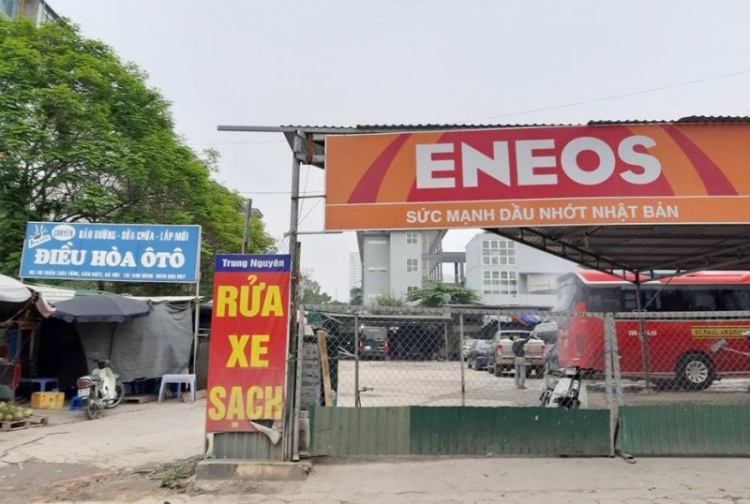 CHUYÊN
BẢO DƯỠNG - SỬA CHỮA - LẮP MỚI
ĐIỀU HÒA ÔTÔ
Trung Nguyên
RỬA
XE
SẠCH
ENEOS
SỨC MẠNH DẦU NHỚT NHẬT BẢN